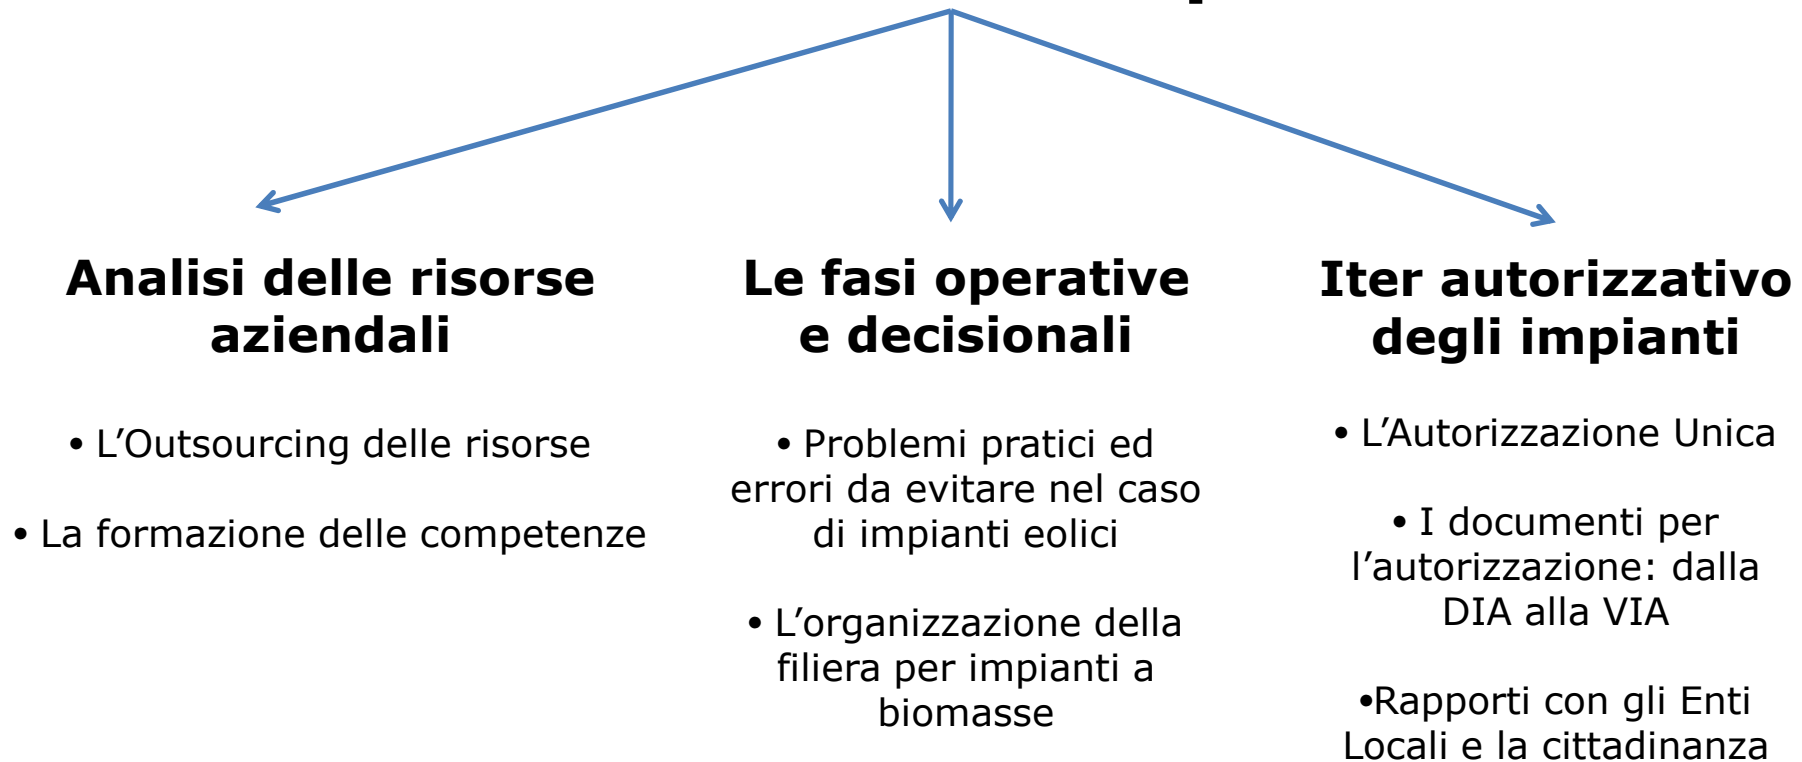 Analisi delle risorse
aziendali
• L’Outsourcing delle risorse
• La formazione delle competenze
Le fasi operative
e decisionali
• Problemi pratici ed
errori da evitare nel caso
di impianti eolici
• L’organizzazione della
filiera per impianti a
biomasse
Iter autorizzativo
degli impianti
• L’Autorizzazione Unica
• I documenti per
l’autorizzazione: dalla
DIA alla VIA
•Rapporti con gli Enti
Locali e la cittadinanza